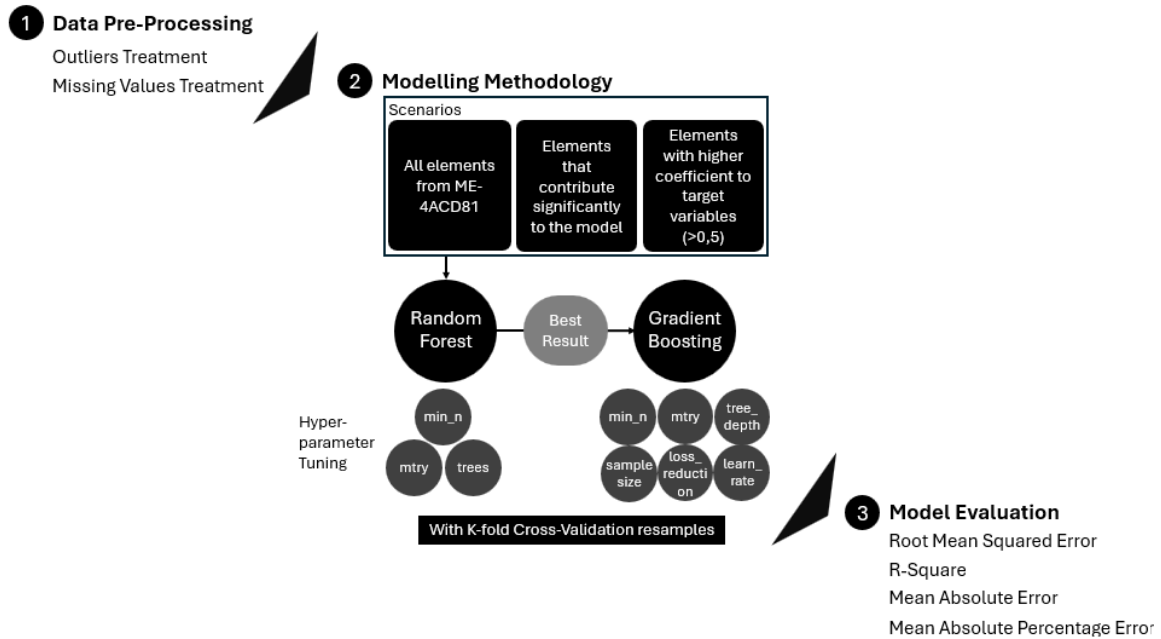 1 Data Pre-Processing
Outliers Treatment
Missing Values Treatment
2 Modelling Methodology
Scenarios
All elements
from ME-
4ACD81
Elements
that
contribute
significantly
to the model
Elements
with higher
coefficient to
target
variables
(>0,5)
Random
Forest
Best
Result
Gradient
Boosting
Hyper-
parameter
Tuning
min_n
mtry
trees
min_n
mtry
tree_
depth
sample
size
loss_
reducti
on
learn_
rate
With K-fold Cross-Validation resamples
3 Model Evaluation
Root Mean Squared Error
R-Square
Mean Absolute Error
Mean Absolute Percentage Error